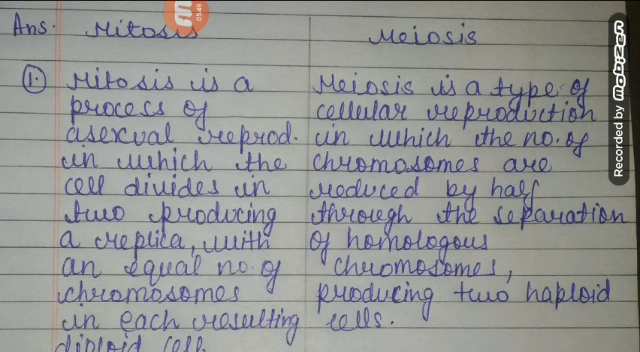 Ans. Mitosis
Meiosis
05:48
① Mitosis is a
process of
asexual reprod.
in which the
cell divides in
two producing
a replica, with
an equal no. of
chromosomes
in each resulting
diploid cell.
Meiosis is a type of
cellular reproduction
in which the no. of
chromosomes are
reduced by half
through the separation
of homologous
chromosomes,
producing two haploid
cells.
Recorded by MOBIZEN